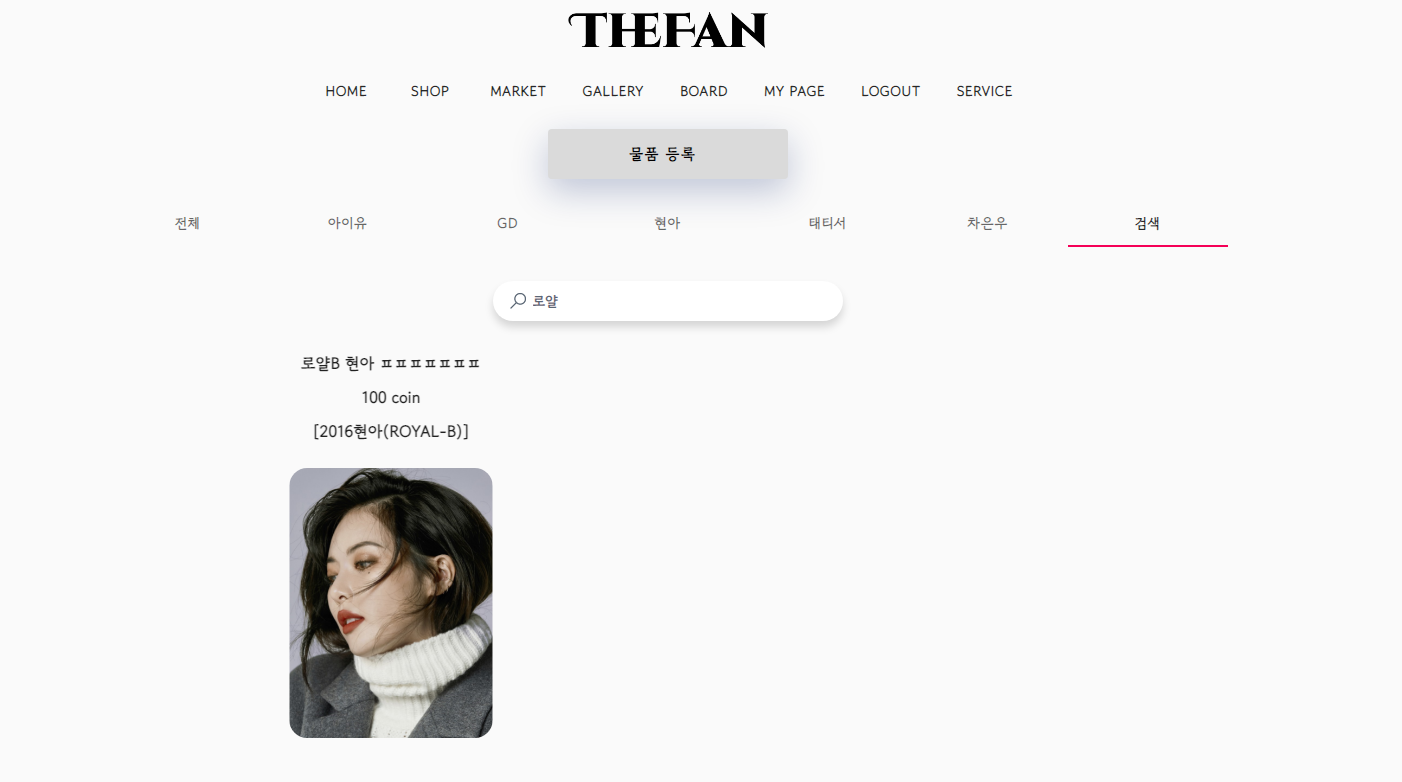 THEFAN
HOME SHOP MARKET GALLERY BOARD MY PAGE LOGOUT SERVICE
물품 등록
전체 아이유 GD 현아 태티서 차은우 검색
로얄
로얄B 현아 ㅍㅍㅍㅍㅍㅍㅍ
100 coin
[2016현아(ROYAL-B)]